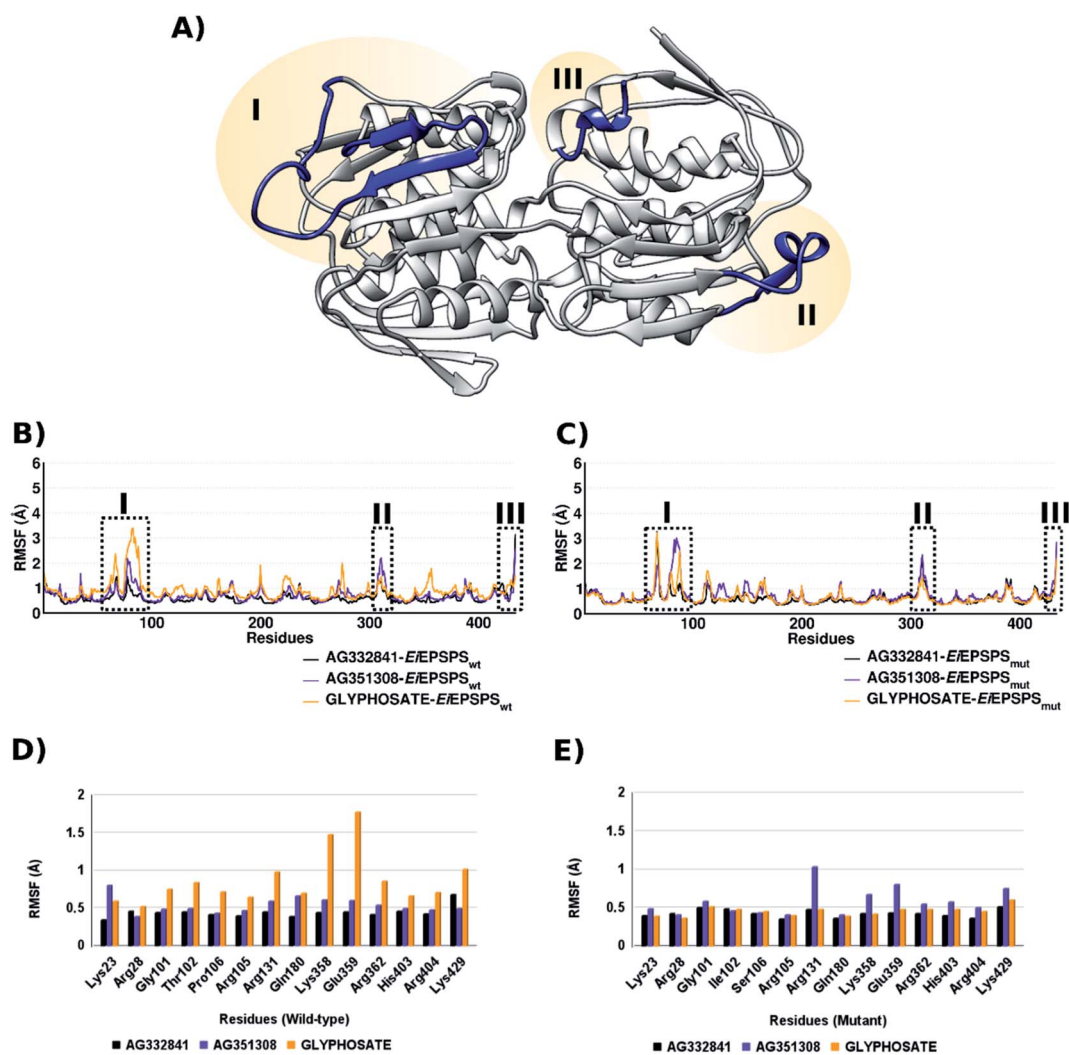 A)
I
III
II
B)
C)
RMSF (Å)
6
5
4
3
2
1
0
I
II
III
100
200
300
400
Residues
AG332841-EiEPSPSwt
AG351308-EiEPSPSwt
GLYPHOSATE-EiEPSPSwt
RMSF (Å)
6
5
4
3
2
1
0
I
II
III
100
200
300
400
Residues
AG332841-EiEPSPSmut
AG351308-EiEPSPSmut
GLYPHOSATE-EiEPSPSmut
D)
E)
RMSF (Å)
2
1.5
1
0.5
0
Lys23
Arg28
Gly101
Thr102
Pro106
Arg105
Arg131
Gln180
Lys358
Glu359
Arg362
His403
Arg404
Lys429
Residues (Wild-type)
AG332841 AG351308 GLYPHOSATE
RMSF (Å)
2
1.5
1
0.5
0
Lys23
Arg28
Gly101
Ile102
Ser106
Arg105
Arg131
Gln180
Lys358
Glu359
Arg362
His403
Arg404
Lys429
Residues (Mutant)
AG332841 AG351308 GLYPHOSATE